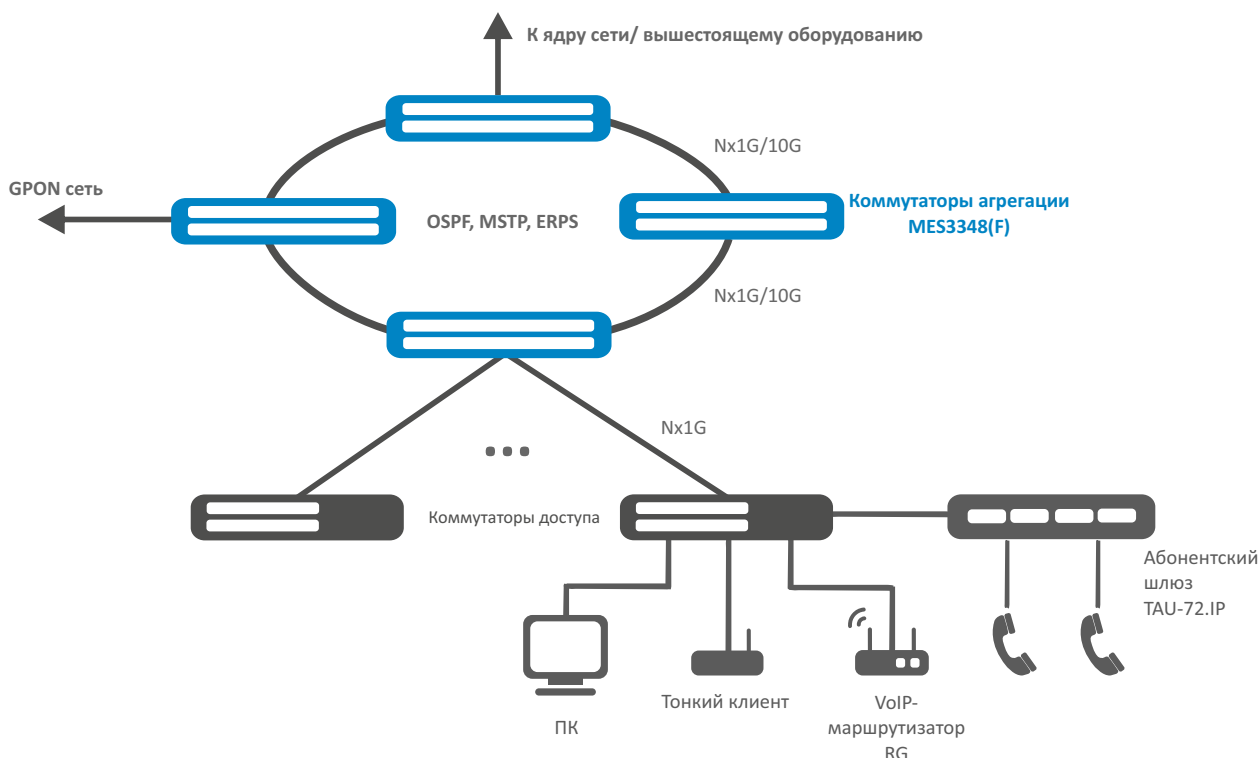 К ядру сети/ вышестоящему оборудованию
Nx1G/10G
GPON сеть
OSPF, MSTP, ERPS
Коммутаторы агрегации
MES3348(F)
Nx1G/10G
Nx1G
Коммутаторы доступа
Абонентский
шлюз
TAU-72.IP
ПК
Тонкий клиент
VoIP-
маршрутизатор
RG